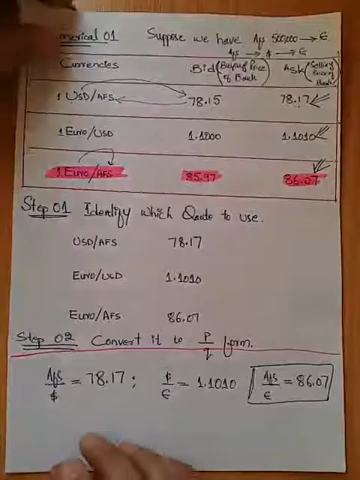 umerical 01 Suppose we have Afs 500,000 → €
Afs → $ → €
Currencies Bid (Buying Price of Bank) Ask (Selling Price of Bank)
1 USD/AFS 78.15 78.17
1 Euro/USD 1.1000 1.1010
1 Euro/AFS 85.97 86.07
Step 01 Identify which Quote to use.
USD/AFS 78.17
Euro/USD 1.1010
Euro/AFS 86.07
Step 02 Convert it to P/q form.
Afs/$ = 78.17 ; $/€ = 1.1010 Afs/€ = 86.07